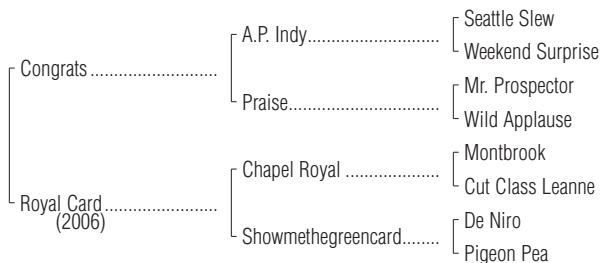 Seattle Slew
A.P. Indy..............................
Weekend Surprise
Congrats ..........................
Mr. Prospector
Praise...................................
Wild Applause
Montbrook
Chapel Royal .....................
Cut Class Leanne
Royal Card.......................
(2006)
De Niro
Showmethegreencard........
Pigeon Pea